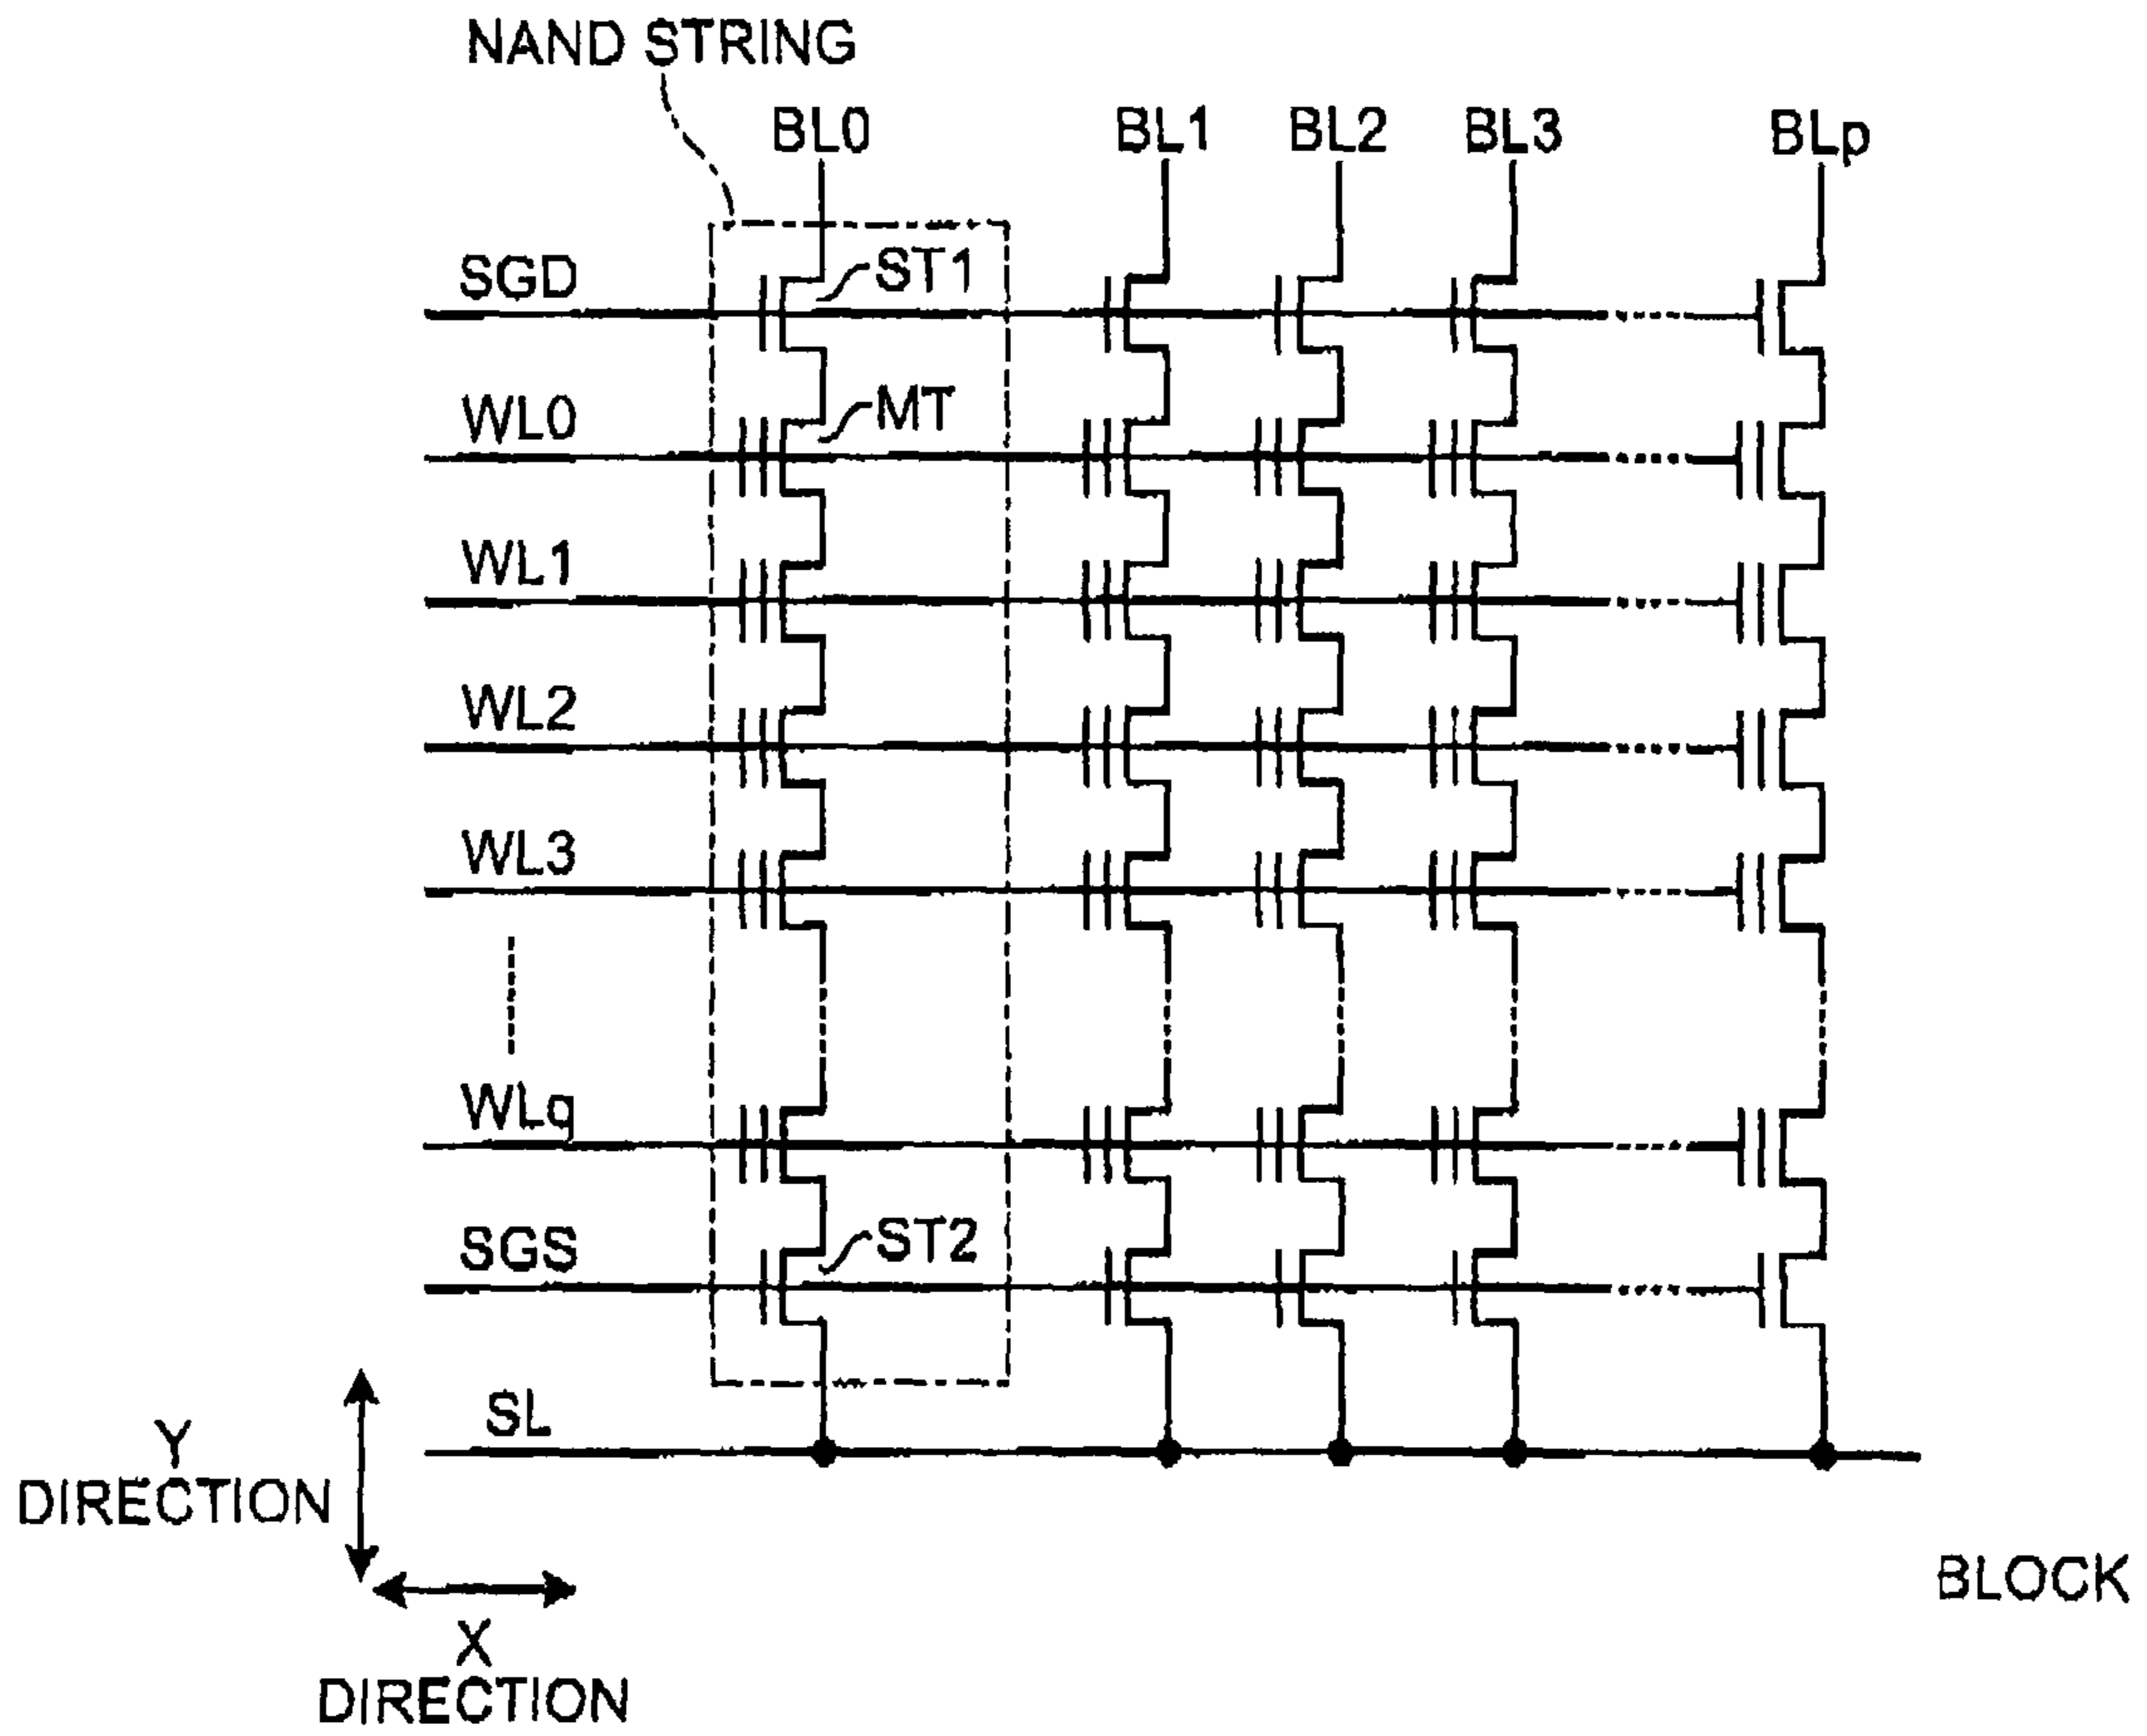 NAND STRING
BL0 BL1 BL2 BL3 BLp
SGD ST1
WL0 MT
WL1
WL2
WL3
WLq
SGS ST2
SL
Y
DIRECTION
BLOCK
X
DIRECTION